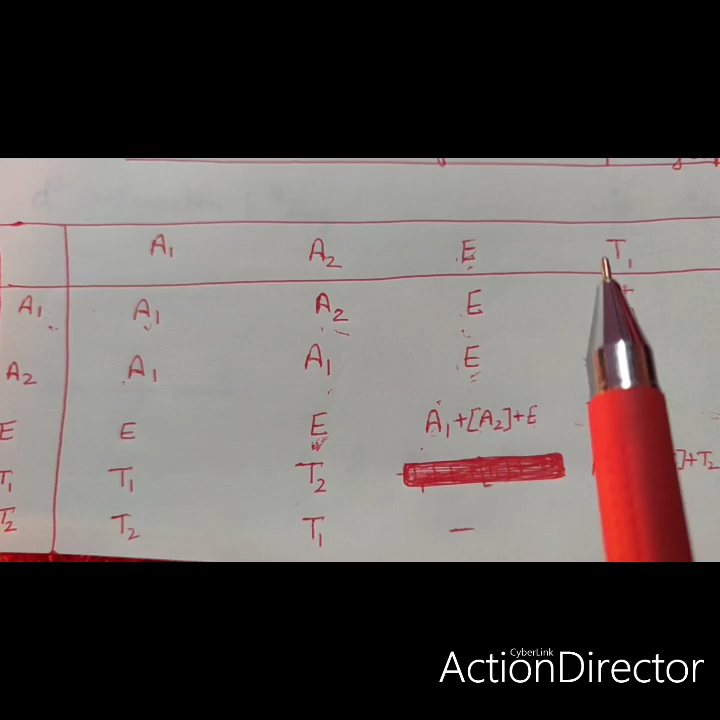 A₁ A₂ E T₁
A₁ A₁ A₂ E
A₂ A₁ A₁ E
E E E A₁+[A₂]+E
T₁ T₁ T₂ ]+T₂
T₂ T₂ T₁ —
CyberLink
ActionDirector